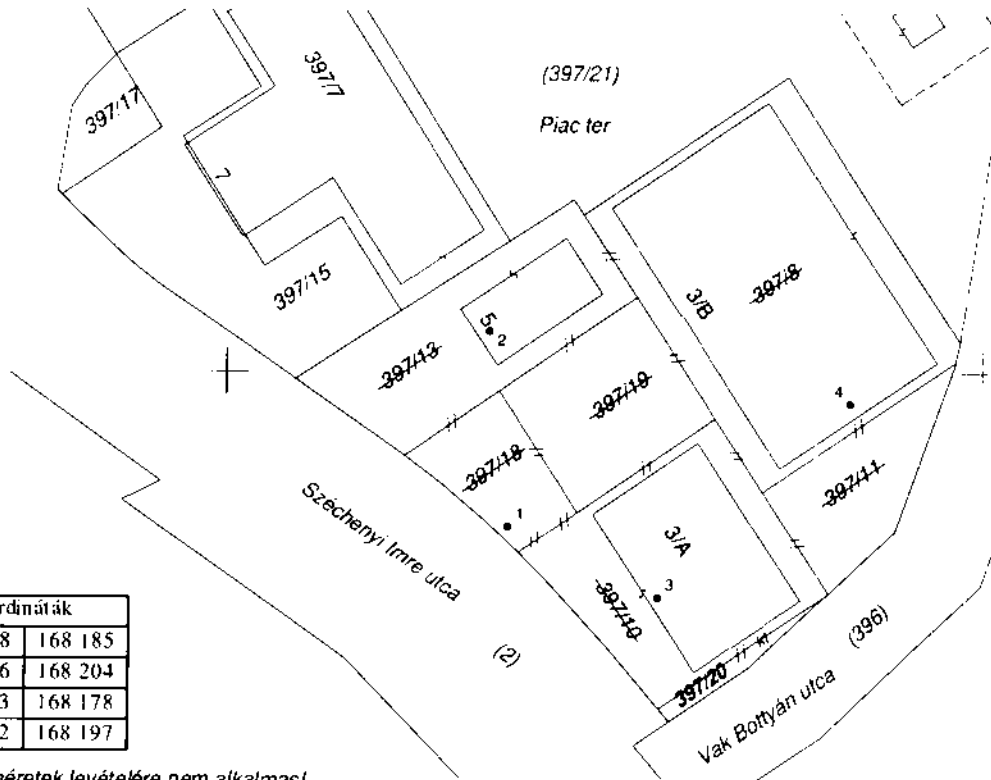 397/17
397/7
(397/21)
Piac ter
7
397/15
5
2
397/13
3/B
397/8
397/19
4
397/18
397/11
1
Széchenyi Imre utca
3/A
3
397/10
(2)
(396)
397/20
Vak Bottyán utca
rdináták
8 168 185
6 168 204
3 168 178
2 168 197
éretek levételére nem alkalmas!